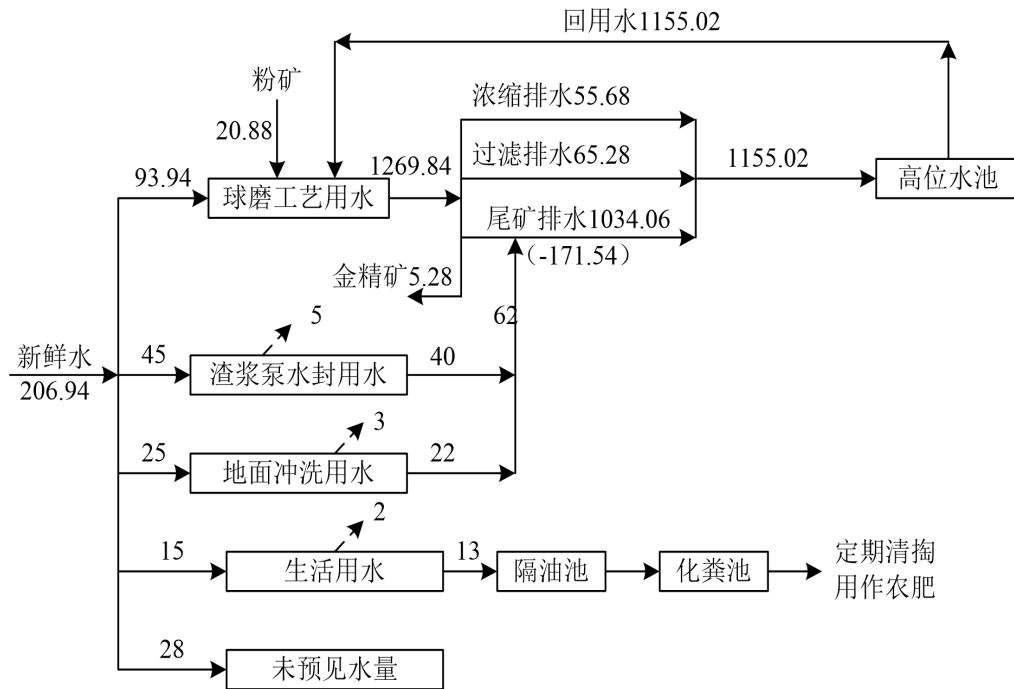 回用水1155.02
粉矿
20.88
浓缩排水55.68
93.94
球磨工艺用水
1269.84
过滤排水65.28
1155.02
高位水池
尾矿排水1034.06
(-171.54）
金精矿5.28
62
5
新鲜水
206.94
45
渣浆泵水封用水
40
3
25
地面冲洗用水
22
2
15
生活用水
13
隔油池
化粪池
定期清掏
用作农肥
28
未预见水量